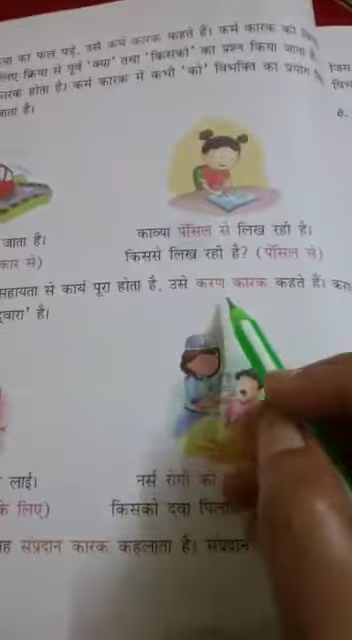 का फल पड़े, उसे कर्म कारक कहते हैं। कर्म कारक को
लिए क्रिया से पूर्व 'क्या' तथा 'किसको' का प्रश्न किया जाता
कारक होता है। कर्म कारक में कभी 'को' विभक्ति का प्रयोग
जाता है।
काव्या पेंसिल से लिख रही है।
जाता है।
किससे लिख रही है? (पेंसिल से)
कार से)
सहायता से कार्य पूरा होता है, उसे करण कारक कहते हैं।
द्वारा' है।
लाई।
नर्स रोगी को
के लिए)
किसको दवा
संप्रदान कारक कहलाता है। संप्रदान